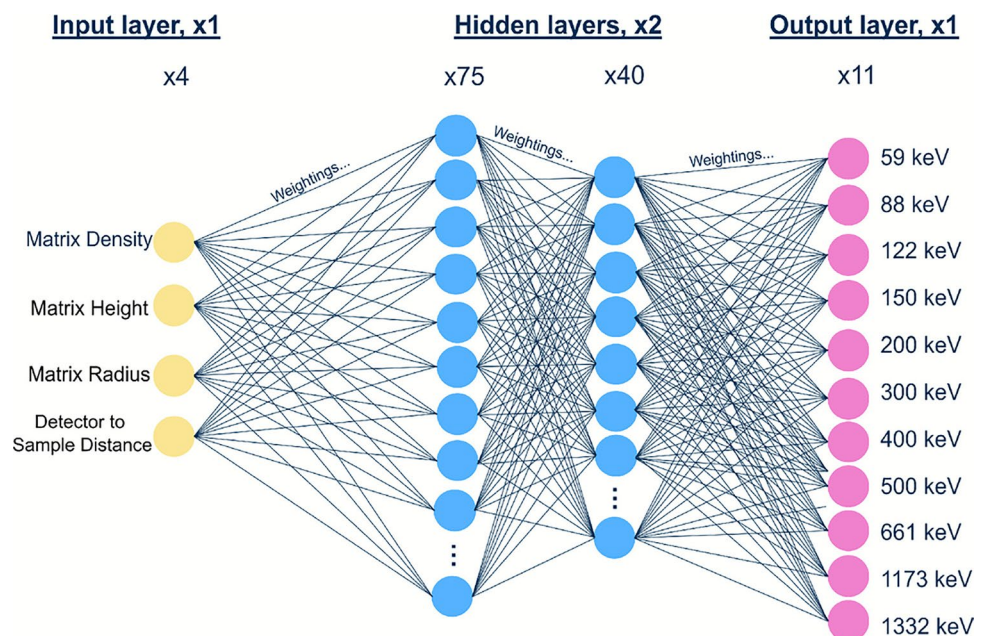 Input layer, x1
Hidden layers, x2
Output layer, x1
x4
x75
x40
x11
Weightings...
Weightings...
Weightings...
Matrix Density
Matrix Height
Matrix Radius
Detector to
Sample Distance
59 keV
88 keV
122 keV
150 keV
200 keV
300 keV
400 keV
500 keV
661 keV
1173 keV
1332 keV